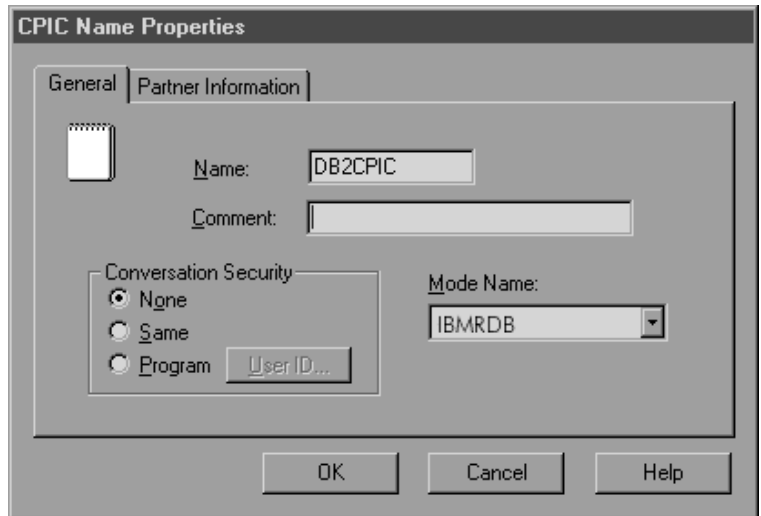 CPIC Name Properties
General Partner Information
Name: DB2CPIC
Comment:
Conversation Security
None
Same
Program User ID...
Mode Name:
IBMRDB
OK Cancel Help